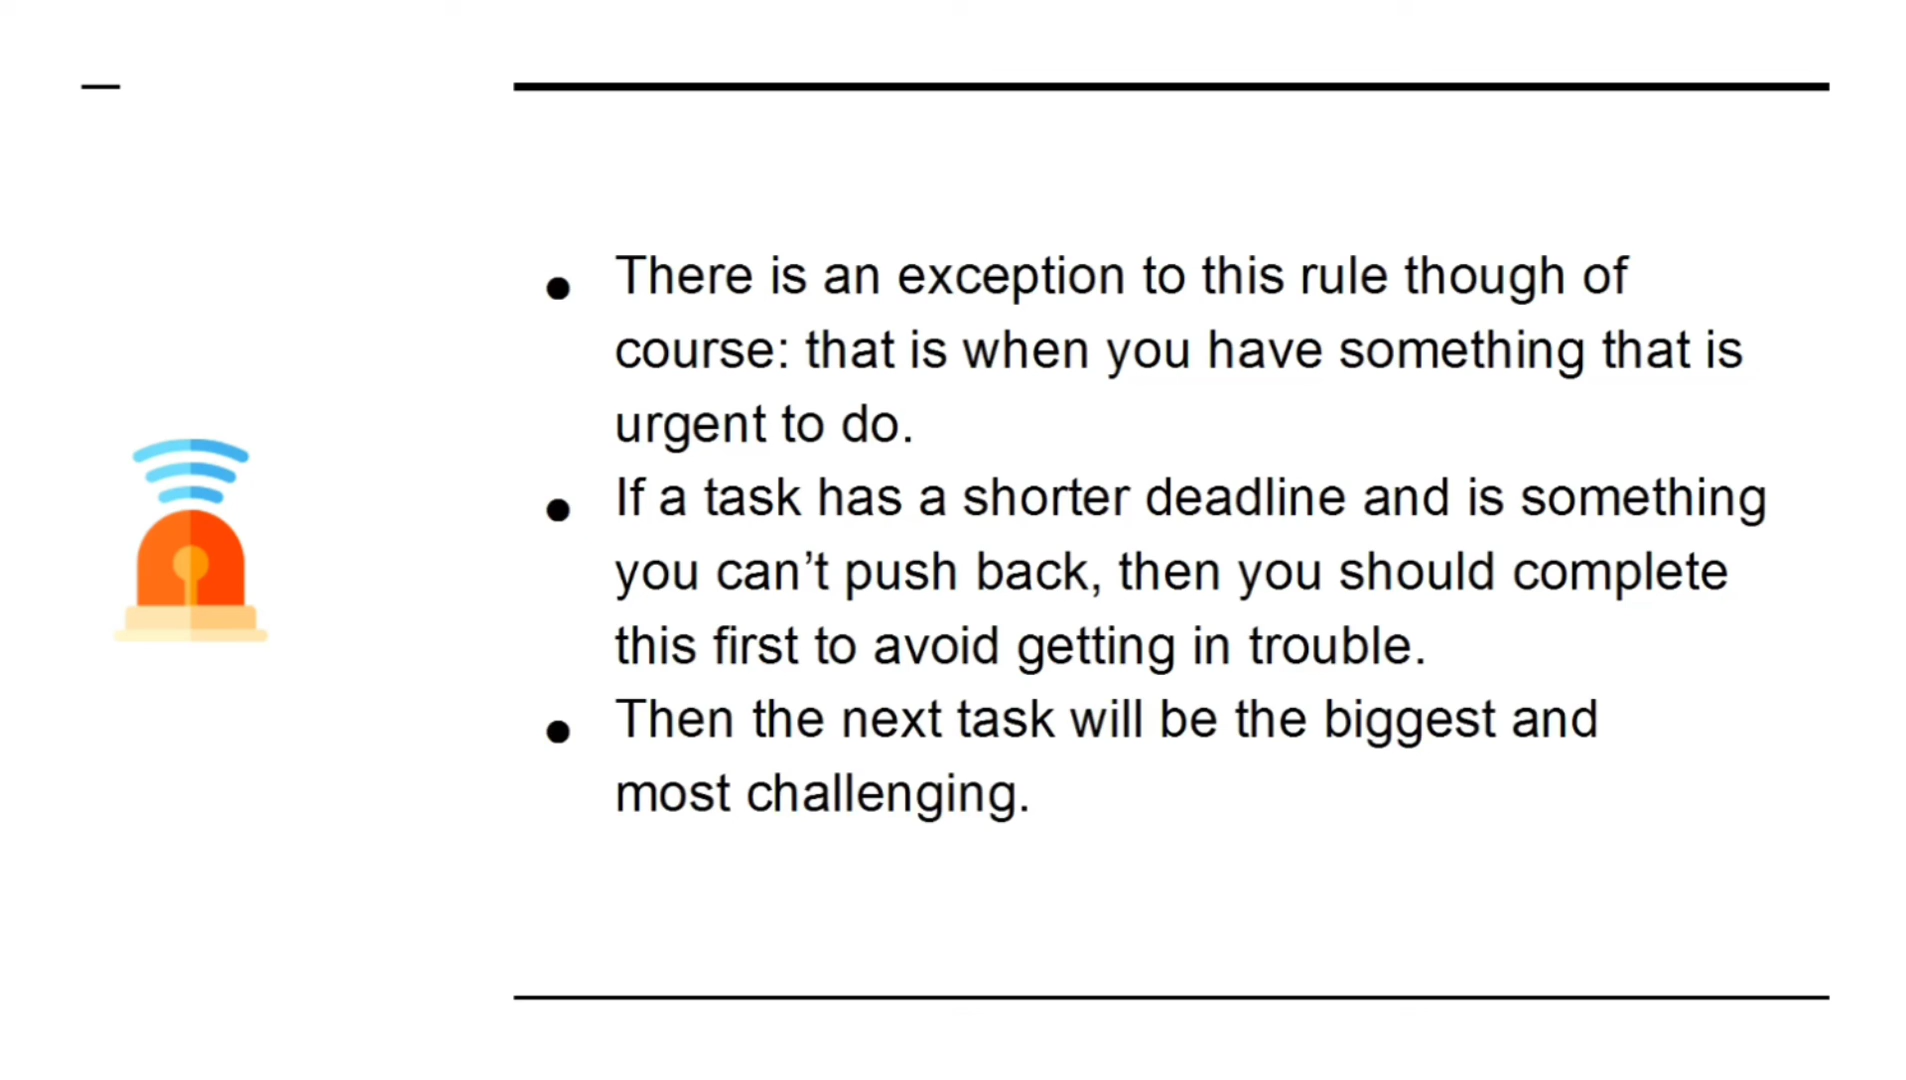 There is an exception to this rule though of
course: that is when you have something that is
urgent to do.
If a task has a shorter deadline and is something
you can’t push back, then you should complete
this first to avoid getting in trouble.
Then the next task will be the biggest and
most challenging.